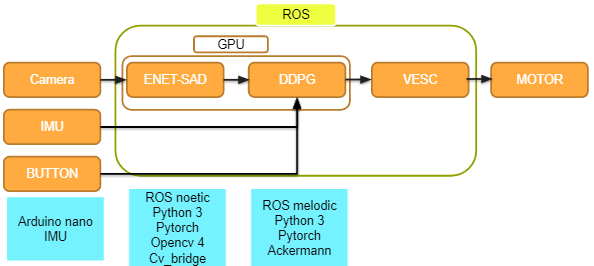 ROS
GPU
Camera
ENET-SAD
DDPG
VESC
MOTOR
IMU
BUTTON
Arduino nano
IMU
ROS noetic
Python 3
Pytorch
Opencv 4
Cv_bridge
ROS melodic
Python 3
Pytorch
Ackermann